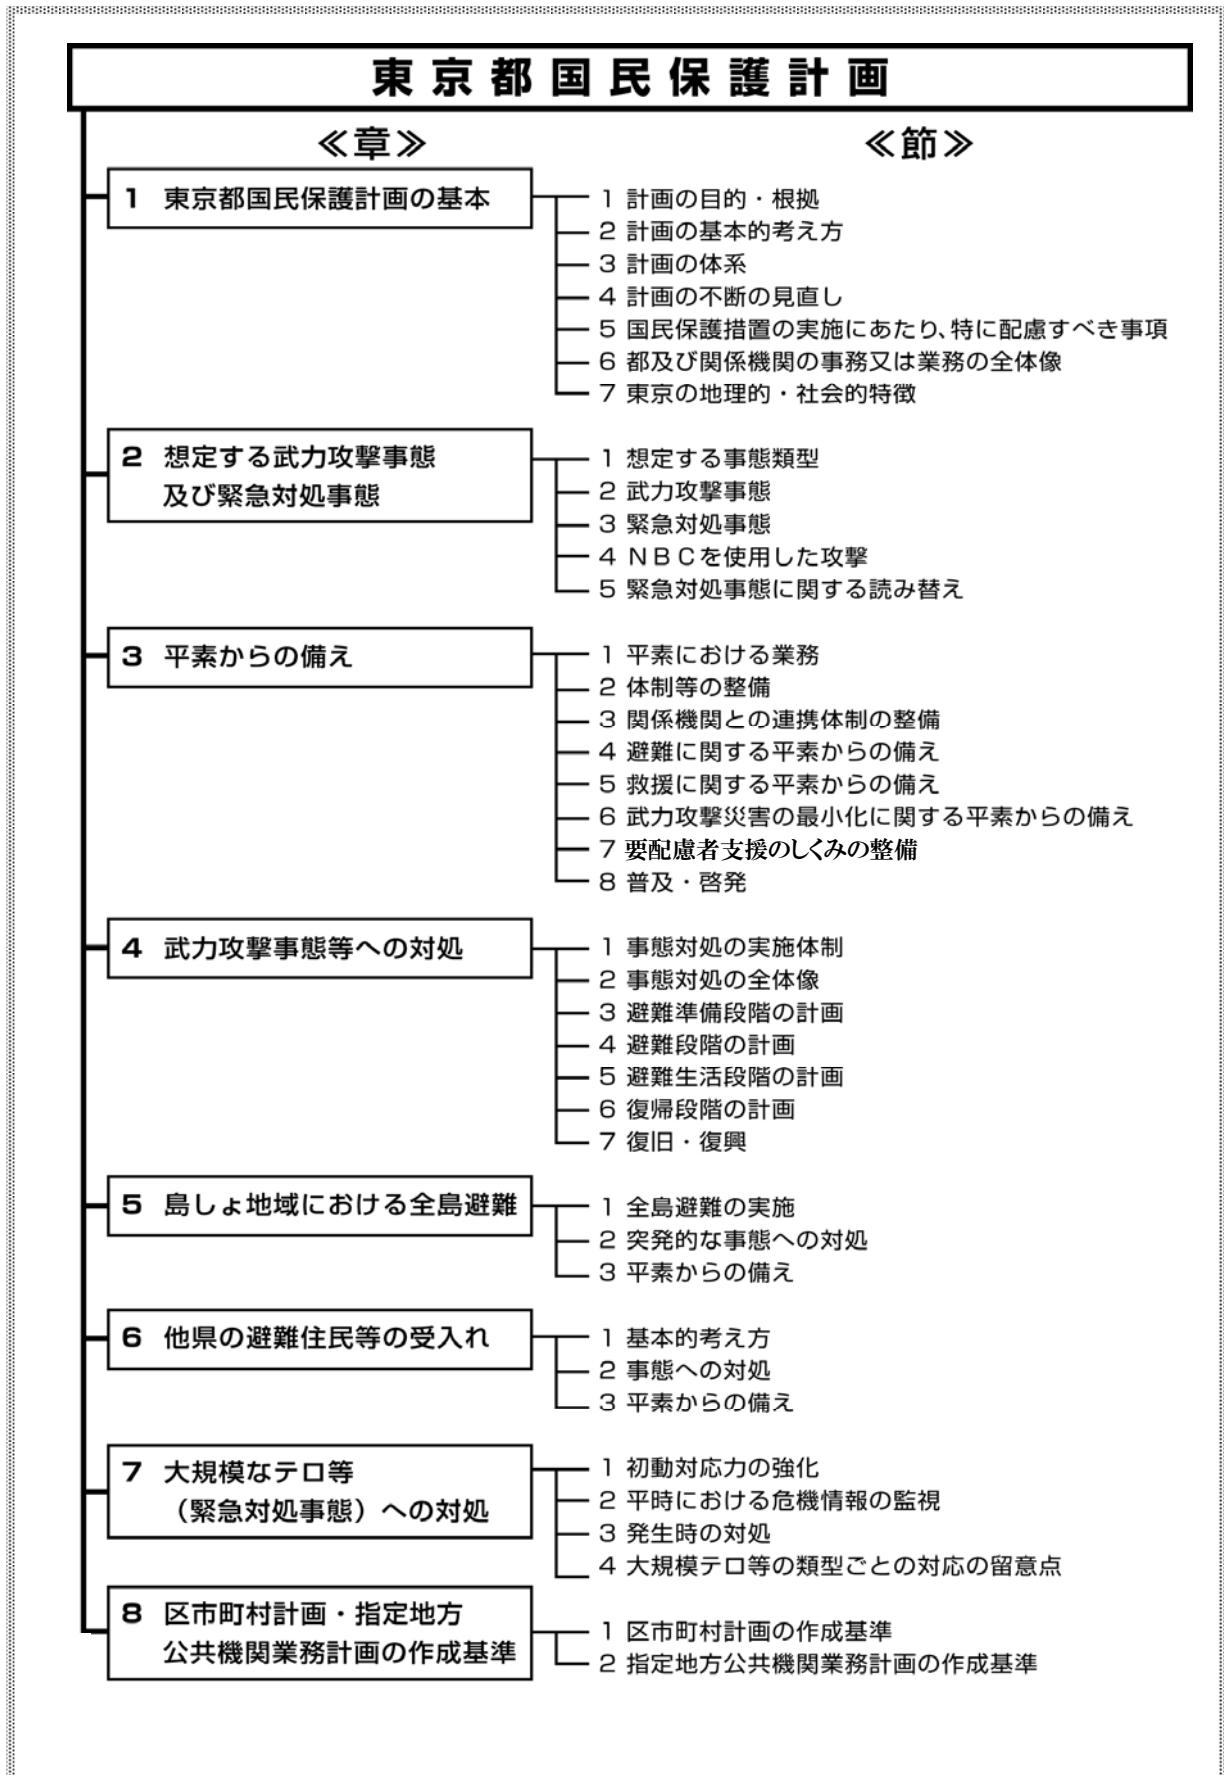 東京都国民保護計画
≪章≫
≪節≫
1 東京都国民保護計画の基本
1 計画の目的・根拠
2 計画の基本的考え方
3 計画の体系
4 計画の不断の見直し
5 国民保護措置の実施にあたり、特に配慮すべき事項
6 都及び関係機関の事務又は業務の全体像
7 東京の地理的・社会的特徴
2 想定する武力攻撃事態
及び緊急対処事態
1 想定する事態類型
2 武力攻撃事態
3 緊急対処事態
4 ＮＢＣを使用した攻撃
5 緊急対処事態に関する読み替え
3 平素からの備え
1 平素における業務
2 体制等の整備
3 関係機関との連携体制の整備
4 避難に関する平素からの備え
5 救援に関する平素からの備え
6 武力攻撃災害の最小化に関する平素からの備え
7 要配慮者支援のしくみの整備
8 普及・啓発
4 武力攻撃事態等への対処
1 事態対処の実施体制
2 事態対処の全体像
3 避難準備段階の計画
4 避難段階の計画
5 避難生活段階の計画
6 復帰段階の計画
7 復旧・復興
5 島しょ地域における全島避難
1 全島避難の実施
2 突発的な事態への対処
3 平素からの備え
6 他県の避難住民等の受入れ
1 基本的考え方
2 事態への対処
3 平素からの備え
7 大規模なテロ等
（緊急対処事態）への対処
1 初動対応力の強化
2 平時における危機情報の監視
3 発生時の対処
4 大規模テロ等の類型ごとの対応の留意点
8 区市町村計画・指定地方
公共機関業務計画の作成基準
1 区市町村計画の作成基準
2 指定地方公共機関業務計画の作成基準